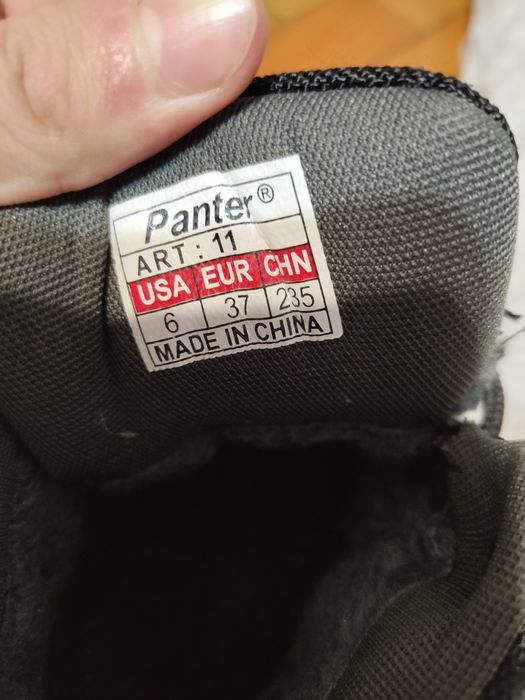 Panter®
ART: 11
USA EUR CHN
6 37 235
MADE IN CHINA